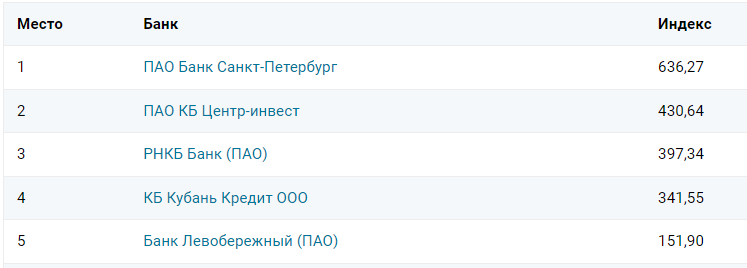 Место Банк Индекс
1 ПАО Банк Санкт-Петербург 636,27
2 ПАО КБ Центр-инвест 430,64
3 РНКБ Банк (ПАО) 397,34
4 КБ Кубань Кредит ООО 341,55
5 Банк Левобережный (ПАО) 151,90